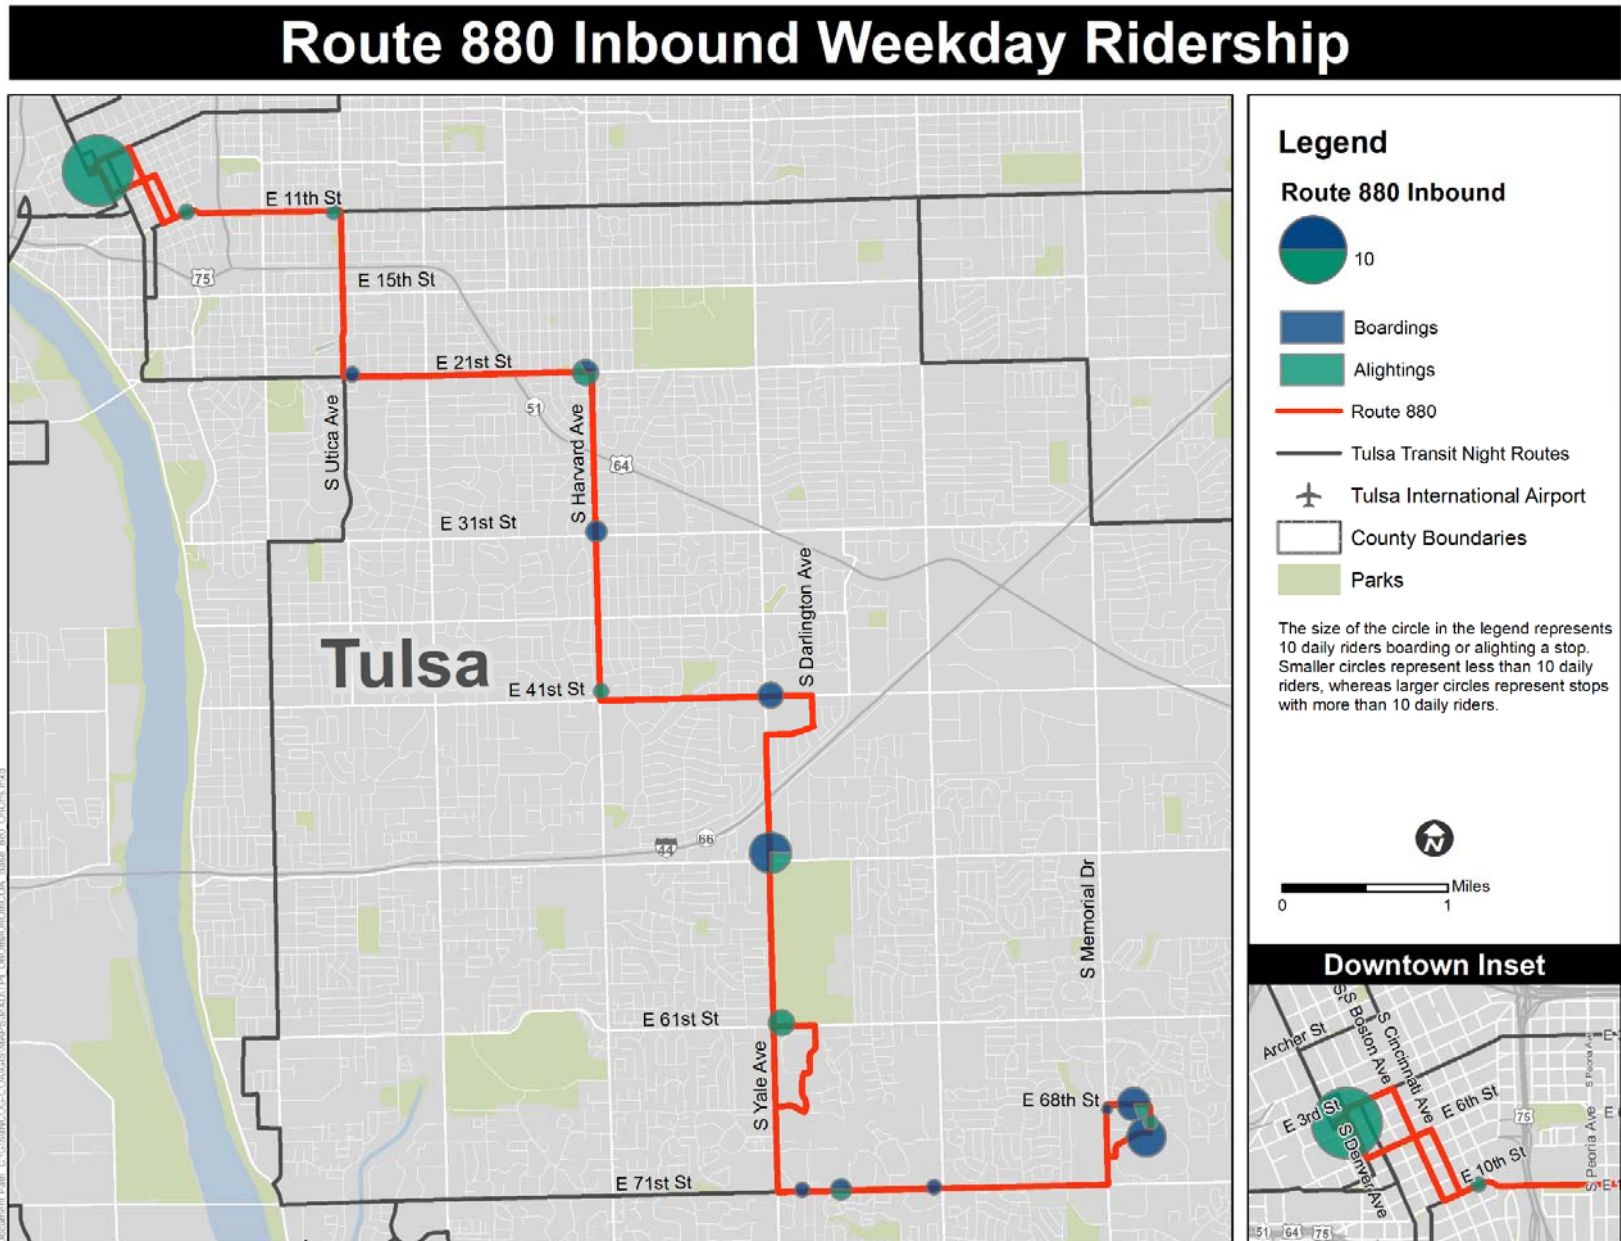 Route 880 Inbound Weekday Ridership
E 11th St
75
E 15th St
E 21st St
51
S Utica Ave
S Harvard Ave
64
E 31st St
S Darlington Ave
Tulsa
E 41st St
44
66
S Memorial Dr
E 61st St
S Yale Ave
E 68th St
E 71st St
Legend
Route 880 Inbound
10
Boardings
Alightings
Route 880
Tulsa Transit Night Routes
Tulsa International Airport
County Boundaries
Parks
The size of the circle in the legend represents
10 daily riders boarding or alighting a stop.
Smaller circles represent less than 10 daily
riders, whereas larger circles represent stops
with more than 10 daily riders.
N
Miles
0 1
Downtown Inset
Archer St
S Boston Ave
S Cincinnati Ave
E 3rd St
E 6th St
S Denver Ave
75
S Peoria Ave
S Peoria Ave
E 10th St
51 64 75